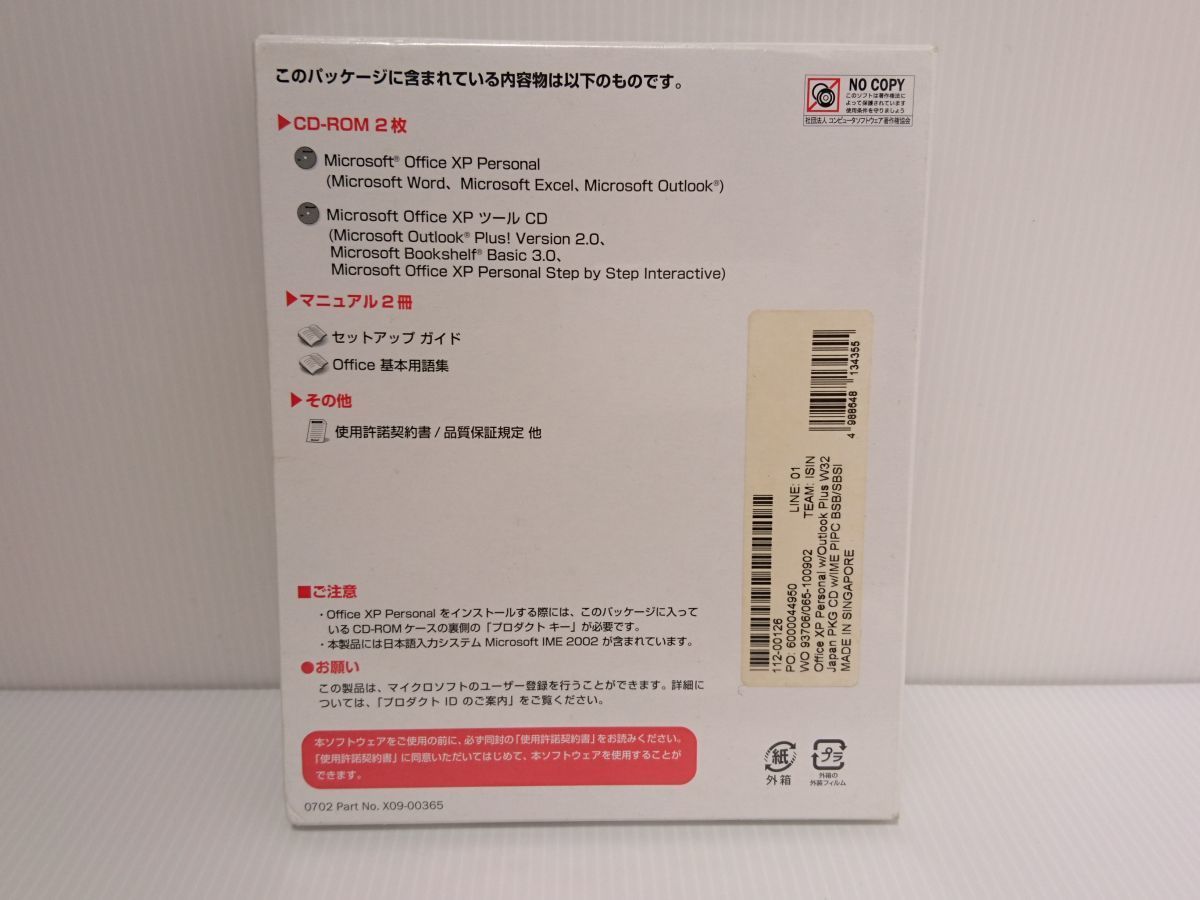 このパッケージに含まれている内容物は以下のものです。
NO COPY
このソフトは著作権法に
よって保護されています
使用条件を守りましょう
社団法人 コンピュータソフトウェア著作権協会
▶CD-ROM 2枚
Microsoft® Office XP Personal
(Microsoft Word、Microsoft Excel、Microsoft Outlook®)
Microsoft Office XP ツール CD
(Microsoft Outlook® Plus! Version 2.0、
Microsoft Bookshelf® Basic 3.0、
Microsoft Office XP Personal Step by Step Interactive)
▶マニュアル2冊
セットアップ ガイド
Office 基本用語集
▶その他
使用許諾契約書/品質保証規定 他
4 988648 134355
112-00126
PO: 6000044950 LINE: 01
WO 93706/065-100902 TEAM: ISIN
Office XP Personal w/Outlook Plus W32
Japan PKG CD w/IME PIPC BSB/SBSI
MADE IN SINGAPORE
■ご注意
・Office XP Personal をインストールする際には、このパッケージに入って
いる CD-ROM ケースの裏側の「プロダクト キー」が必要です。
・本製品には日本語入力システム Microsoft IME 2002 が含まれています。
●お願い
この製品は、マイクロソフトのユーザー登録を行うことができます。詳細に
ついては、「プロダクト ID のご案内」をご覧ください。
本ソフトウェアをご使用の前に、必ず同封の「使用許諾契約書」をお読みください。
「使用許諾契約書」に同意いただいてはじめて、本ソフトウェアを使用することが
できます。
紙
外箱
プラ
外箱の
外装フィルム
0702 Part No. X09-00365